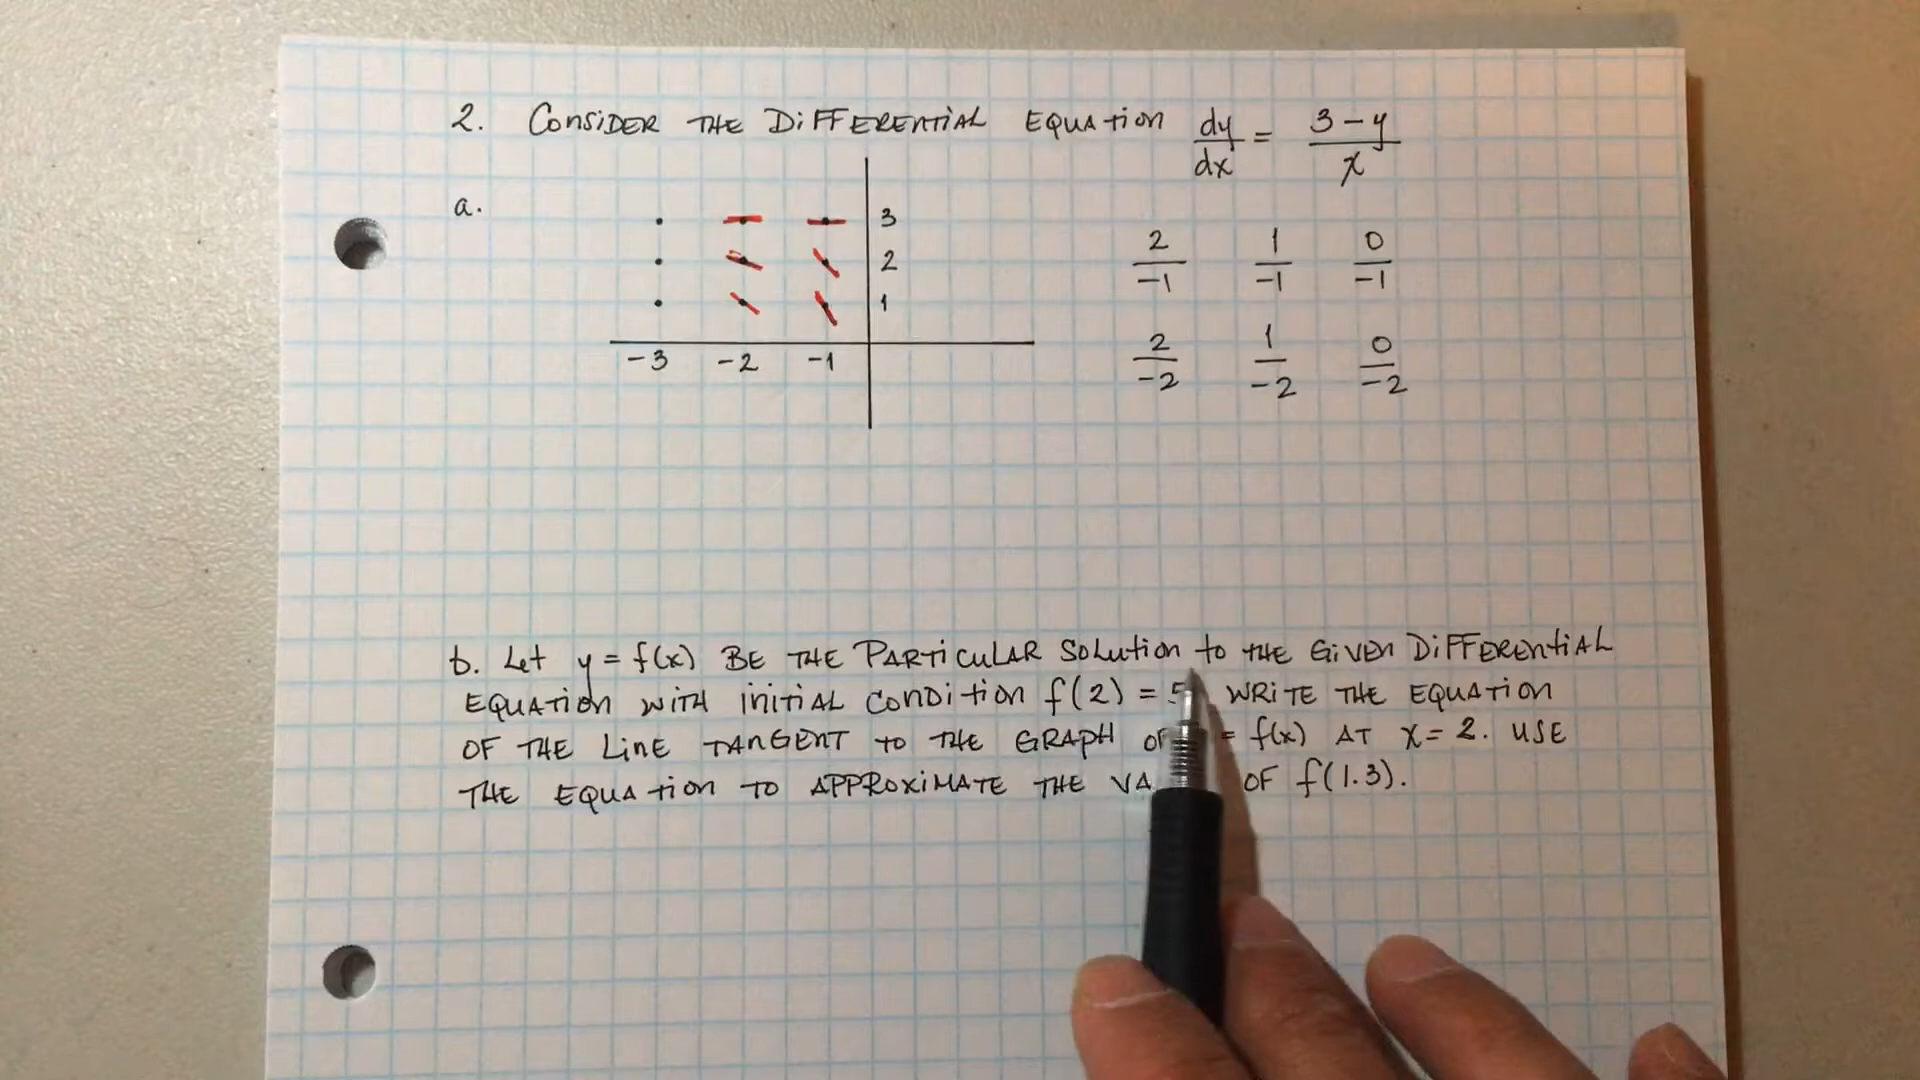 2. CONSIDER THE DIFFERENTIAL EQUATION dy/dx = 3-y/x
a.
3
2
1
-3 -2 -1
2/-1 1/-1 0/-1
2/-2 1/-2 0/-2
b. Let y = f(x) BE THE PARTICULAR SOLUTION to THE GIVEN DIFFERENTIAL
EQUATION WITH INITIAL CONDITION f(2) = WRITE THE EQUATION
OF THE LINE TANGENT TO THE GRAPH = f(x) AT x = 2. USE
THE EQUATION TO APPROXIMATE THE OF f(1.3).